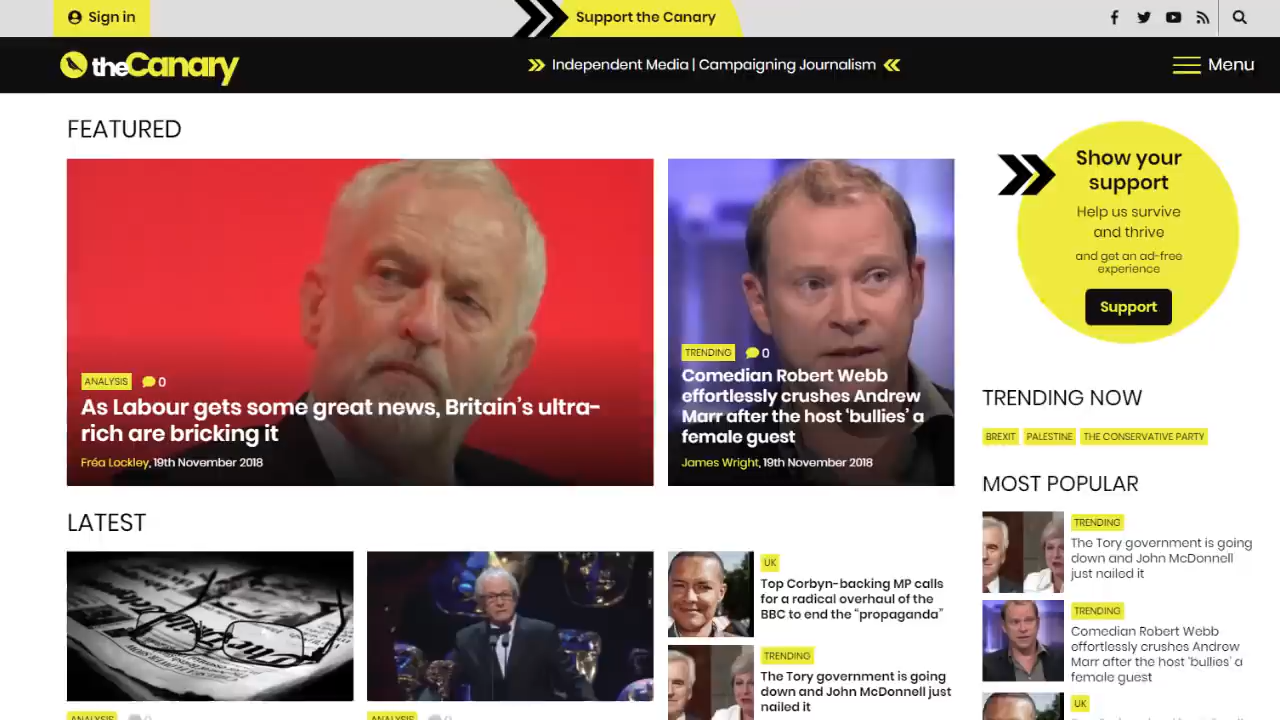 Sign in
Support the Canary
theCanary
Independent Media | Campaigning Journalism
Menu
FEATURED
ANALYSIS
0
As Labour gets some great news, Britain's ultra-
rich are bricking it
Fréa Lockley, 19th November 2018
TRENDING
0
Comedian Robert Webb
effortlessly crushes Andrew
Marr after the host 'bullies' a
female guest
James Wright, 19th November 2018
Show your
support
Help us survive
and thrive
and get an ad-free
experience
Support
TRENDING NOW
BREXIT
PALESTINE
THE CONSERVATIVE PARTY
MOST POPULAR
TRENDING
The Tory government is going
down and John McDonnell
just nailed it
TRENDING
Comedian Robert Webb
effortlessly crushes Andrew
Marr after the host 'bullies' a
female guest
UK
LATEST
ANALYSIS
0
ANALYSIS
0
UK
Top Corbyn-backing MP calls
for a radical overhaul of the
BBC to end the "propaganda"
TRENDING
The Tory government is going
down and John McDonnell just
nailed it